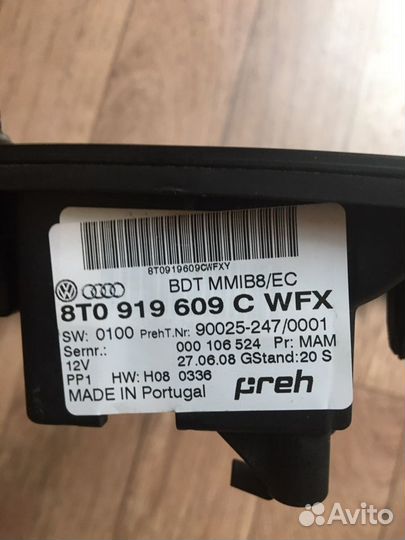 8T0919609CWFXY
BDT MMIB8/EC
8T0 919 609 C WFX
SW: 0100 PrehT.Nr: 90025-247/0001
Sernr.: 000 106 524 Pr: MAM
12V 27.06.08 GStand: 20 S
PP1 HW: H08 0336
preh
MADE IN Portugal
Avito